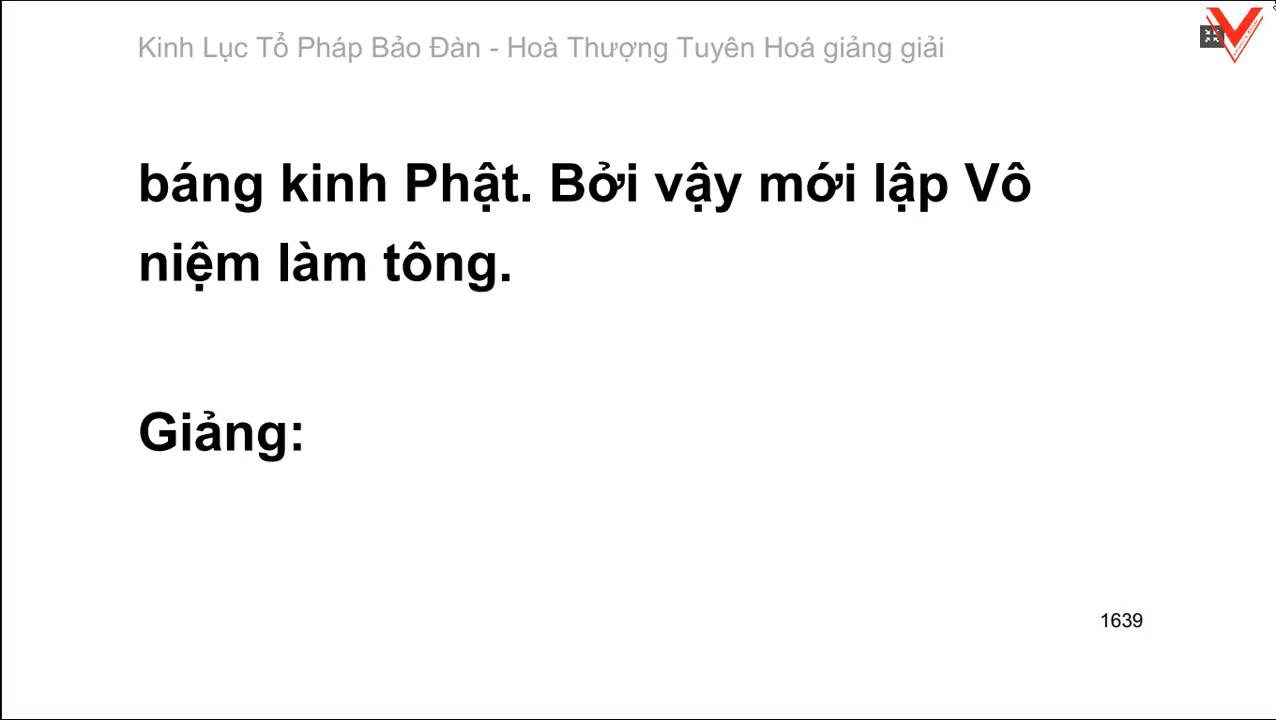 Kinh Lục Tổ Pháp Bảo Đàn - Hoà Thượng Tuyên Hoá giảng giải
báng kinh Phật. Bởi vậy mới lập Vô
niệm làm tông.
Giảng:
1639